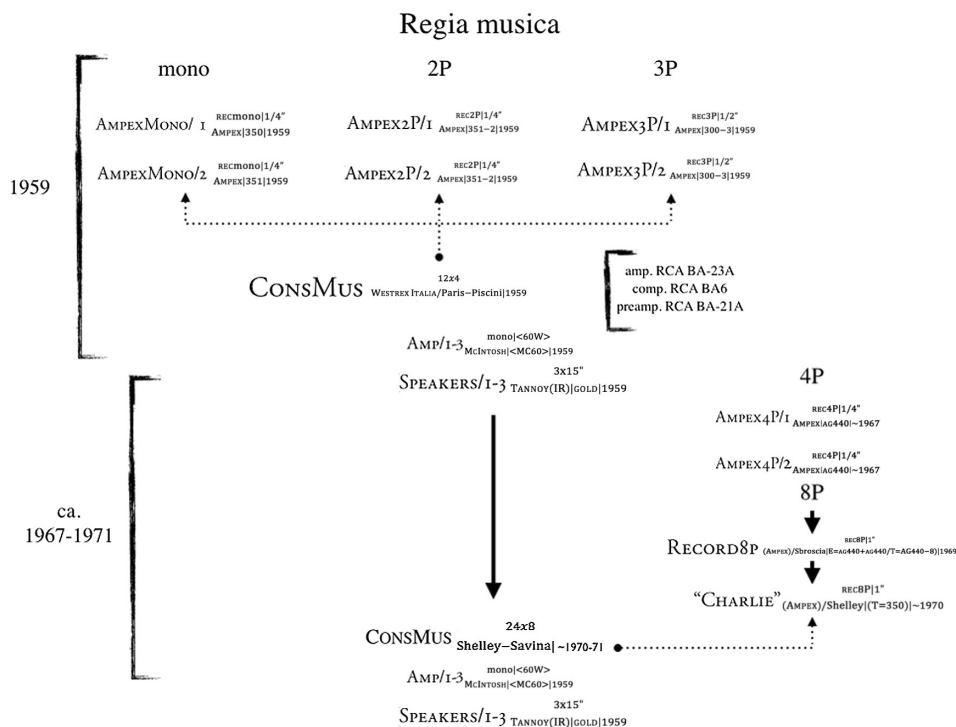 Regia musica
mono 2P 3P
AmpexMono/ 1 recmono|1/4" Ampex|350|1959
Ampex2P/1 rec2P|1/4" Ampex|351-2|1959
Ampex3P/1 rec3P|1/2" Ampex|300-3|1959
AmpexMono/2 recmono|1/4" Ampex|351|1959
Ampex2P/2 rec2P|1/4" Ampex|351-2|1959
Ampex3P/2 rec3P|1/2" Ampex|300-3|1959
1959
ConsMus 12x4 Westrex Italia/Paris-Piscini|1959
amp. RCA BA-23A
comp. RCA BA6
preamp. RCA BA-21A
Amp/1-3 mono|<60W> McIntosh|<MC60>|1959
Speakers/1-3 3x15" Tannoy(IR)|gold|1959
4P
Ampex4P/1 rec4P|1/4" Ampex|ag440|~1967
Ampex4P/2 rec4P|1/4" Ampex|ag440|~1967
8P
ca.
1967-1971
Record8p rec8P|1" (Ampex)/Sbroscia|E=ag440+ag440/T=AG440-8)|1969
“Charlie” rec8P|1" (Ampex)/Shelley|(T=350)|~1970
ConsMus 24x8 Shelley-Savina| ~1970-71
Amp/1-3 mono|<60W> McIntosh|<MC60>|1959
Speakers/1-3 3x15" Tannoy(IR)|gold|1959